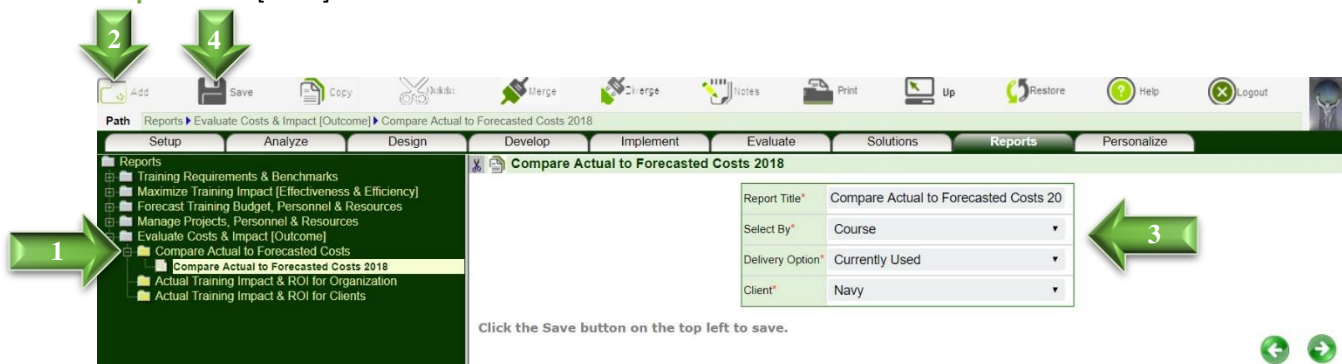 2 4
Add Save Copy Delete Merge Diverge Notes Print Up Restore Help Logout
Path Reports Evaluate Costs & Impact [Outcome] Compare Actual to Forecasted Costs 2018
Setup Analyze Design Develop Implement Evaluate Solutions Reports Personalize
Reports
Training Requirements & Benchmarks
Maximize Training Impact [Effectiveness & Efficiency]
Forecast Training Budget, Personnel & Resources
Manage Projects, Personnel & Resources
Evaluate Costs & Impact [Outcome]
1
Compare Actual to Forecasted Costs
Compare Actual to Forecasted Costs 2018
Actual Training Impact & ROI for Organization
Actual Training Impact & ROI for Clients
Compare Actual to Forecasted Costs 2018
Report Title* Compare Actual to Forecasted Costs 20
Select By* Course
3
Delivery Option* Currently Used
Client* Navy
Click the Save button on the top left to save.